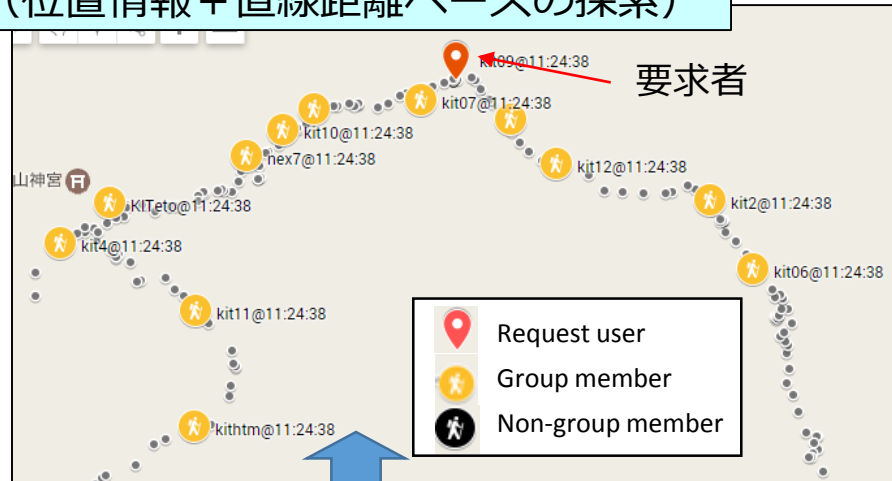 (位置情報+直線距離ベースの探索)
kit09@11:24:38
要求者
kit07@11:24:38
kit10@11:24:38
nex7@11:24:38
kit12@11:24:38
山神宮
KITeto@11:24:38
kit2@11:24:38
kit4@11:24:38
kit06@11:24:38
kit11@11:24:38
Request user
Group member
Non-group member
kithtm@11:24:38